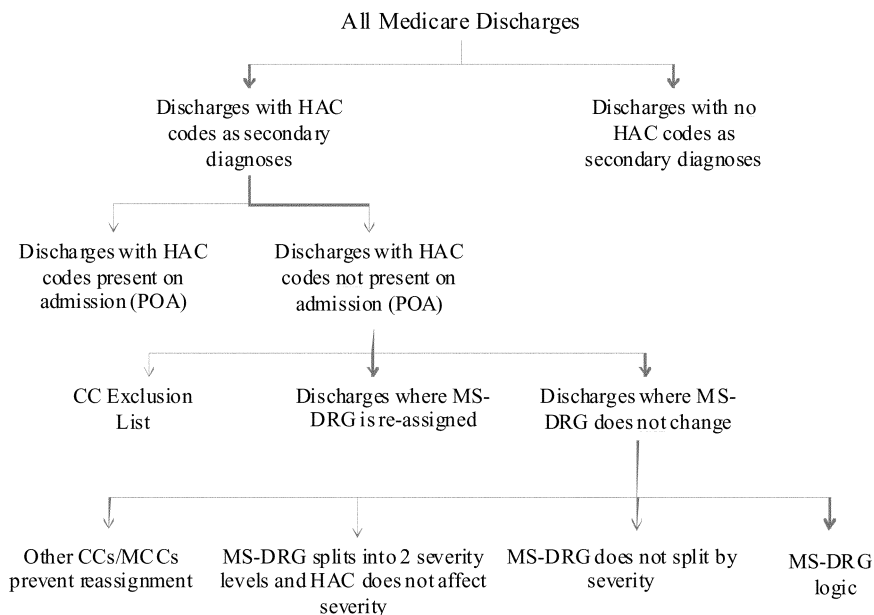 All Medicare Discharges
Discharges with HAC
codes as secondary
diagnoses
Discharges with no
HAC codes as
secondary diagnoses
Discharges with HAC
codes present on
admission (POA)
Discharges with HAC
codes not present on
admission (POA)
CC Exclusion
List
Discharges where MS-
DRG is re-assigned
Discharges where MS-
DRG does not change
Other CCs/MCCs
prevent reassignment
MS-DRG splits into 2 severity
levels and HAC does not affect
severity
MS-DRG does not split by
severity
MS-DRG
logic